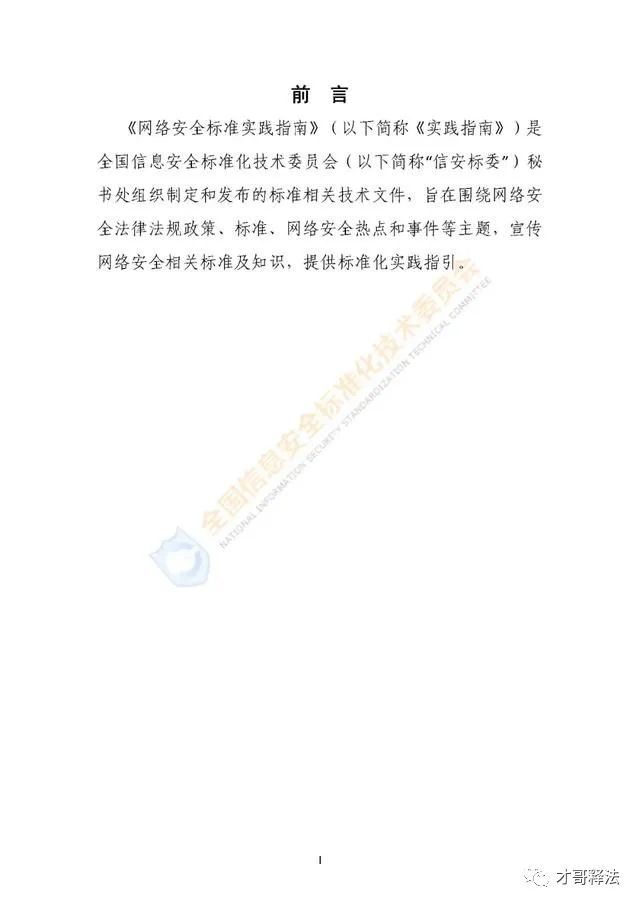 前 言
《网络安全标准实践指南》（以下简称《实践指南》）是
全国信息安全标准化技术委员会（以下简称“信安标委”）秘
书处组织制定和发布的标准相关技术文件，旨在围绕网络安
全法律法规政策、标准、网络安全热点和事件等主题，宣传
网络安全相关标准及知识，提供标准化实践指引。
全国信息安全标准化技术委员会
NATIONAL INFORMATION SECURITY STANDARDIZATION TECHNICAL COMMITTEE
I
才哥释法